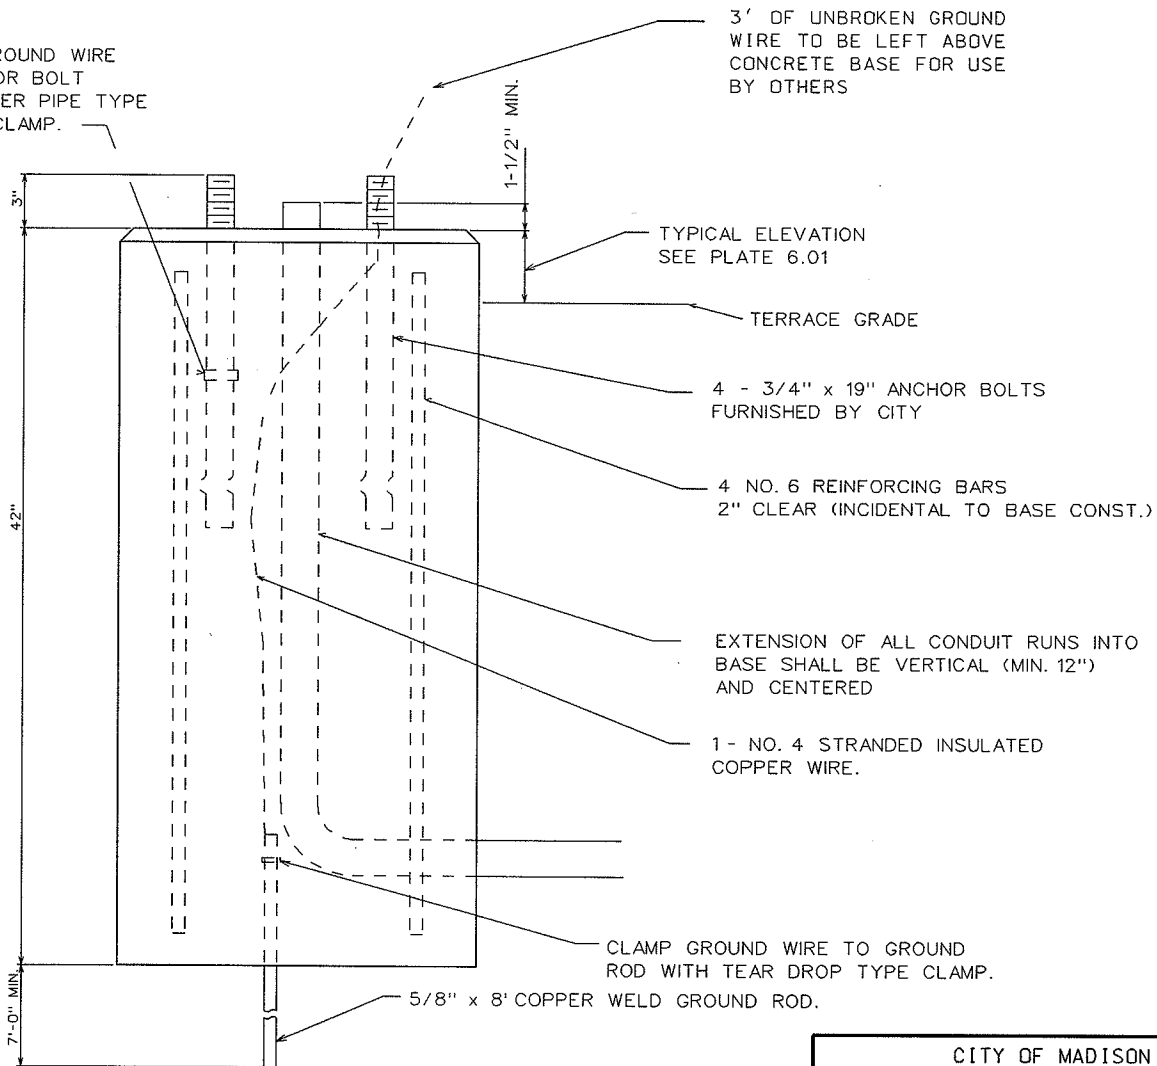 3' OF UNBROKEN GROUND
WIRE TO BE LEFT ABOVE
CONCRETE BASE FOR USE
BY OTHERS
ROUND WIRE
OR BOLT
ER PIPE TYPE
CLAMP.
1-1/2" MIN.
3"
TYPICAL ELEVATION
SEE PLATE 6.01
TERRACE GRADE
4 - 3/4" x 19" ANCHOR BOLTS
FURNISHED BY CITY
4 NO. 6 REINFORCING BARS
2" CLEAR (INCIDENTAL TO BASE CONST.)
42"
EXTENSION OF ALL CONDUIT RUNS INTO
BASE SHALL BE VERTICAL (MIN. 12")
AND CENTERED
1 - NO. 4 STRANDED INSULATED
COPPER WIRE.
CLAMP GROUND WIRE TO GROUND
ROD WITH TEAR DROP TYPE CLAMP.
5/8" x 8' COPPER WELD GROUND ROD.
7'-0" MIN.
CITY OF MADISON